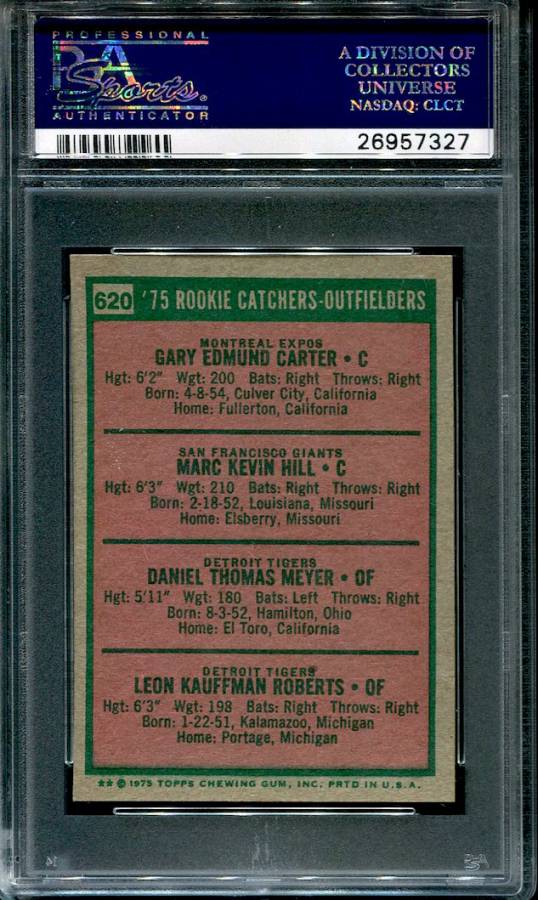 PROFESSIONAL
PSA
Sports
AUTHENTICATOR
A DIVISION OF
COLLECTORS
UNIVERSE
NASDAQ: CLCT
26957327
620 '75 ROOKIE CATCHERS-OUTFIELDERS
MONTREAL EXPOS
GARY EDMUND CARTER • C
Hgt: 6'2" Wgt: 200 Bats: Right Throws: Right
Born: 4-8-54, Culver City, California
Home: Fullerton, California
SAN FRANCISCO GIANTS
MARC KEVIN HILL • C
Hgt: 6'3" Wgt: 210 Bats: Right Throws: Right
Born: 2-18-52, Louisiana, Missouri
Home: Elsberry, Missouri
DETROIT TIGERS
DANIEL THOMAS MEYER • OF
Hgt: 5'11" Wgt: 180 Bats: Left Throws: Right
Born: 8-3-52, Hamilton, Ohio
Home: El Toro, California
DETROIT TIGERS
LEON KAUFFMAN ROBERTS • OF
Hgt: 6'3" Wgt: 198 Bats: Right Throws: Right
Born: 1-22-51, Kalamazoo, Michigan
Home: Portage, Michigan
** © 1975 TOPPS CHEWING GUM, INC. PRTD IN U.S.A.
PSA